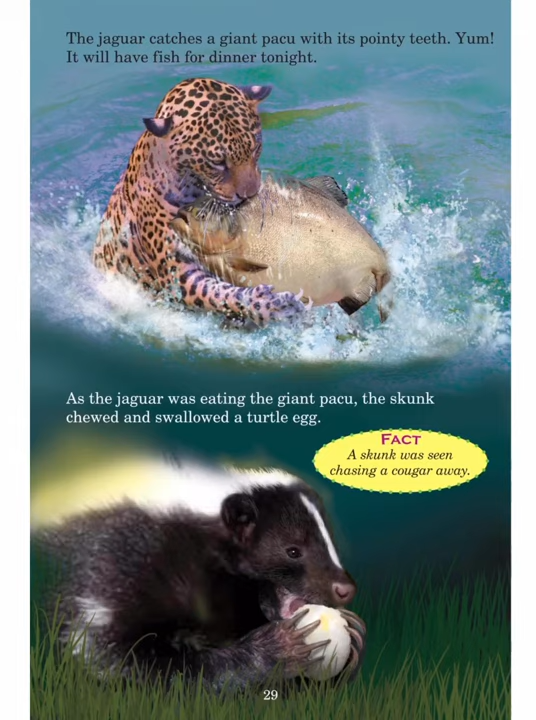 The jaguar catches a giant pacu with its pointy teeth. Yum!
It will have fish for dinner tonight.
As the jaguar was eating the giant pacu, the skunk
chewed and swallowed a turtle egg.
FACT
A skunk was seen
chasing a cougar away.
29